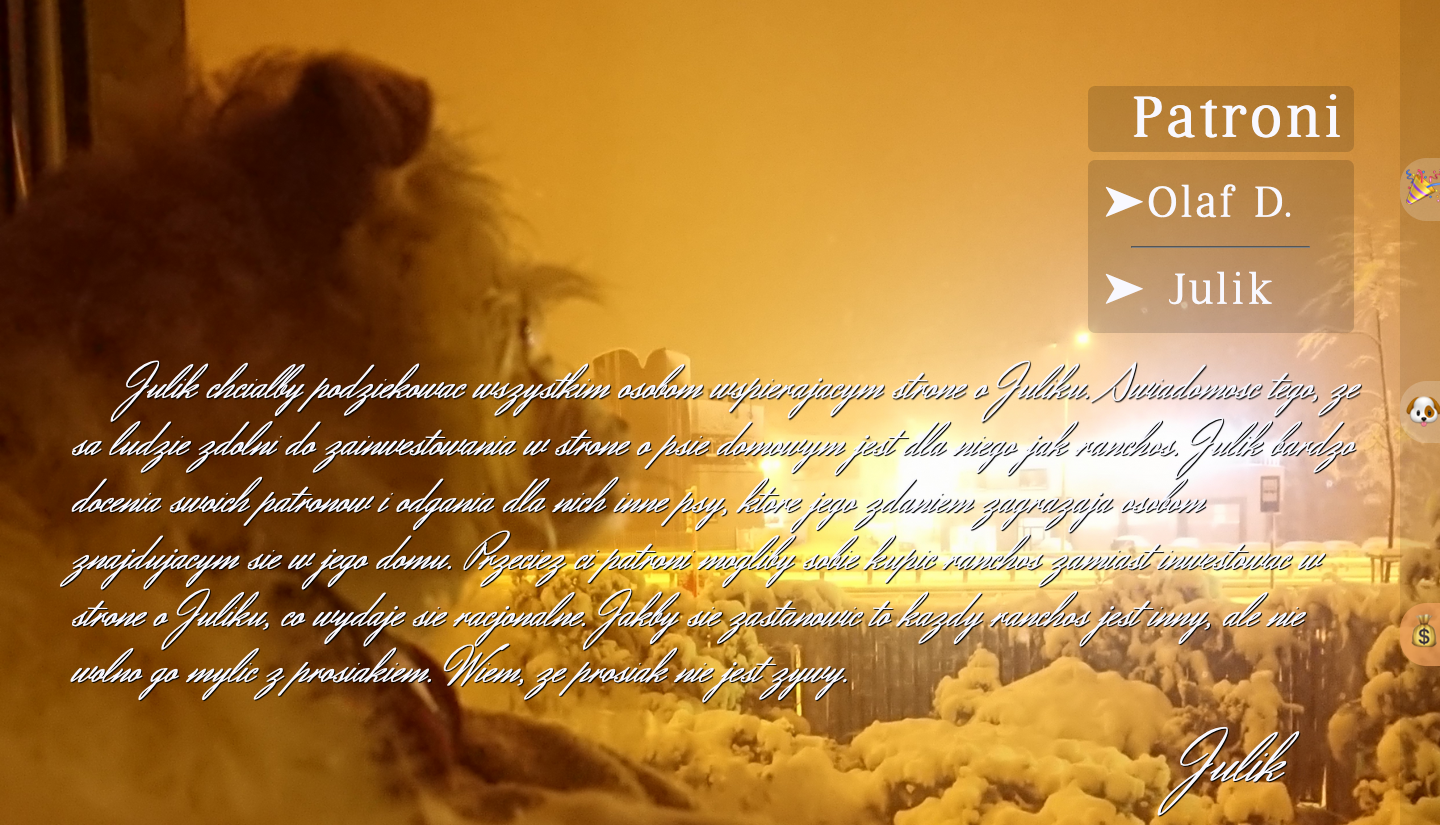 Patroni
➤Olaf D.
➤ Julik
Julik chcialby podziekowac wszystkim osobom wspierajacym strone o Juliku. Swiadomosc tego, ze
sa ludzie zdolni do zainwestowania w strone o psie domowym jest dla niego jak ranchos. Julik bardzo
docenia swoich patronow i odgania dla nich inne psy, ktore jego zdaniem zagrazaja osobom
znajdujacym sie w jego domu. Przeciez ci patroni mogliby sobie kupic ranchos zamiast inwestowac w
strone o Juliku, co wydaje sie racjonalne. Jakby sie zastanowic to kazdy ranchos jest inny, ale nie
wolno go mylic z prosiakiem. Wiem, ze prosiak nie jest zywy.
Julik